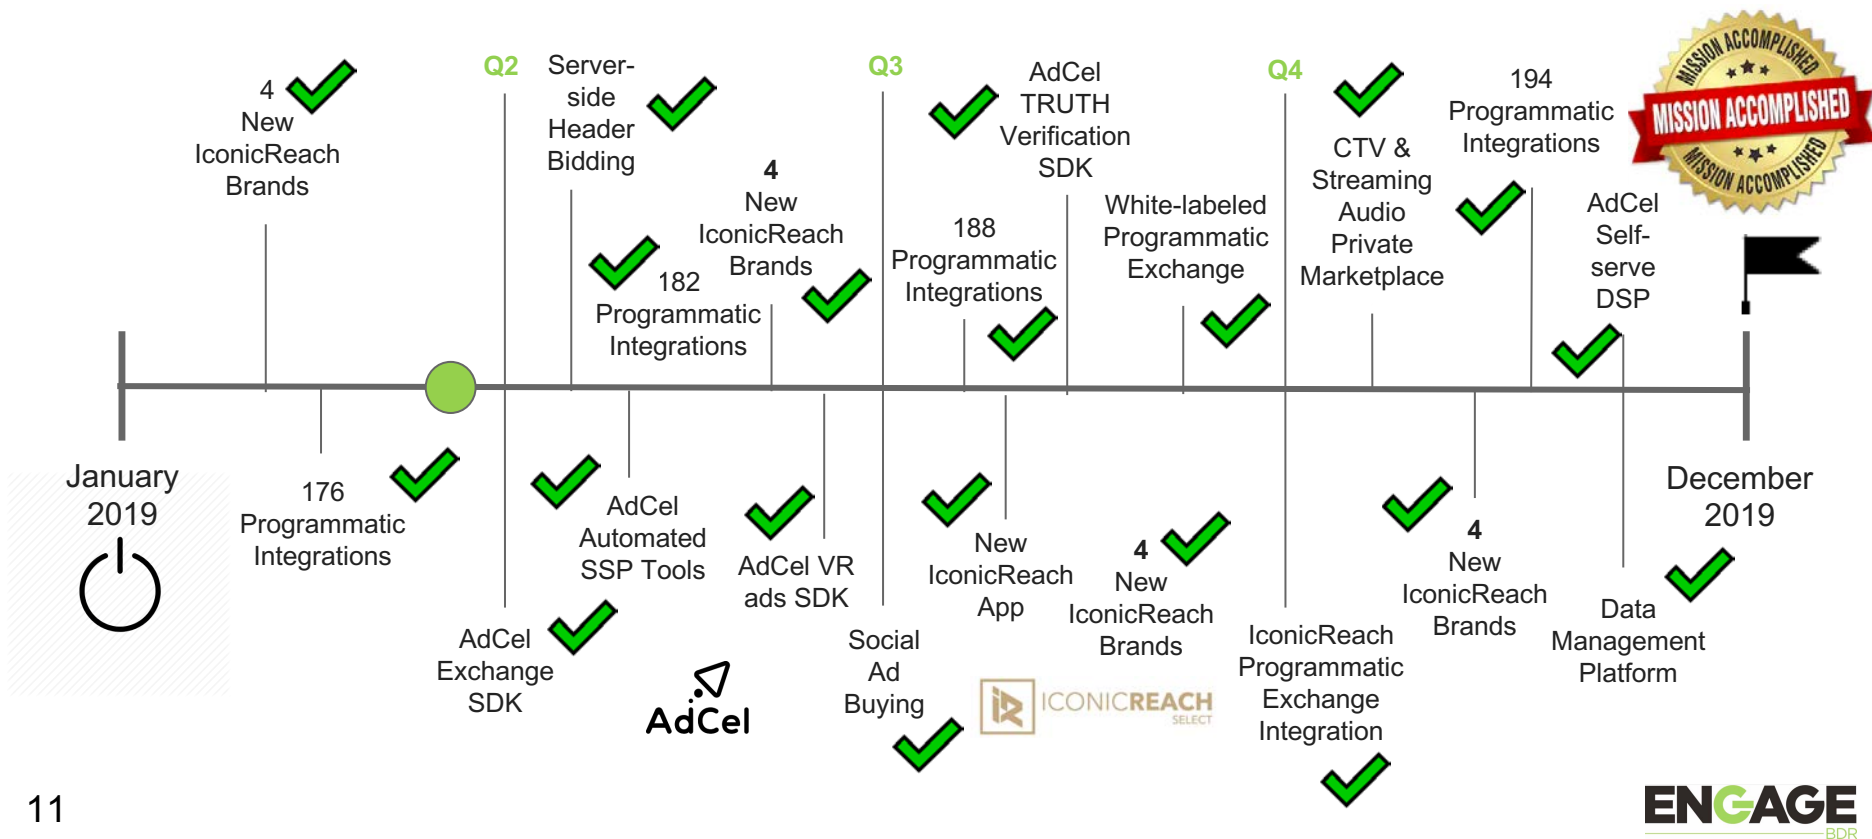 4
New
IconicReach
Brands
Q2
Server-
side
Header
Bidding
182
Programmatic
Integrations
4
New
IconicReach
Brands
Q3
188
Programmatic
Integrations
AdCel
TRUTH
Verification
SDK
White-labeled
Programmatic
Exchange
Q4
CTV &
Streaming
Audio
Private
Marketplace
194
Programmatic
Integrations
AdCel
Self-
serve
DSP
MISSION ACCOMPLISHED
MISSION ACCOMPLISHED
MISSION ACCOMPLISHED
January
2019
176
Programmatic
Integrations
AdCel
Exchange
SDK
AdCel
Automated
SSP Tools
AdCel VR
ads SDK
Social
Ad
Buying
New
IconicReach
App
4
New
IconicReach
Brands
IconicReach
Programmatic
Exchange
Integration
4
New
IconicReach
Brands
Data
Management
Platform
December
2019
AdCel
ICONICREACH
SELECT
11
ENGAGE
BDR